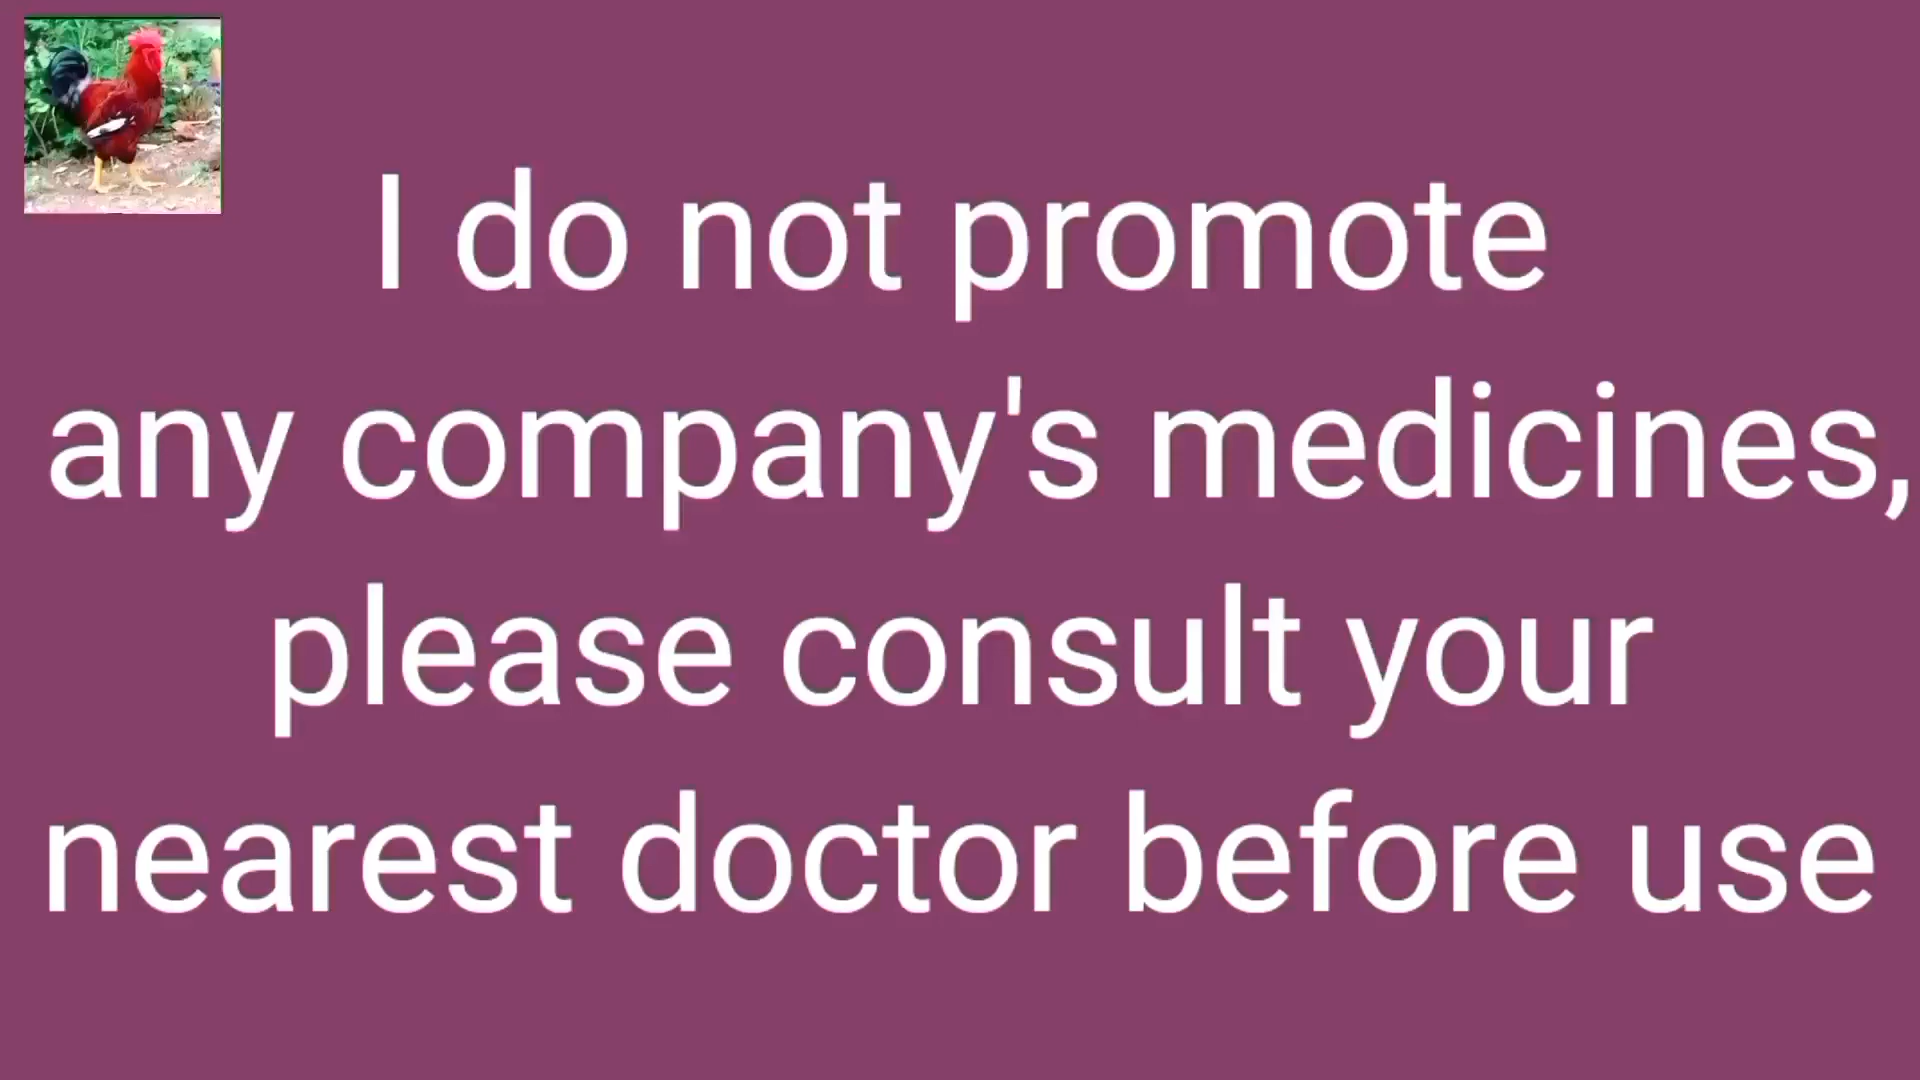 I do not promote
any company's medicines,
please consult your
nearest doctor before use